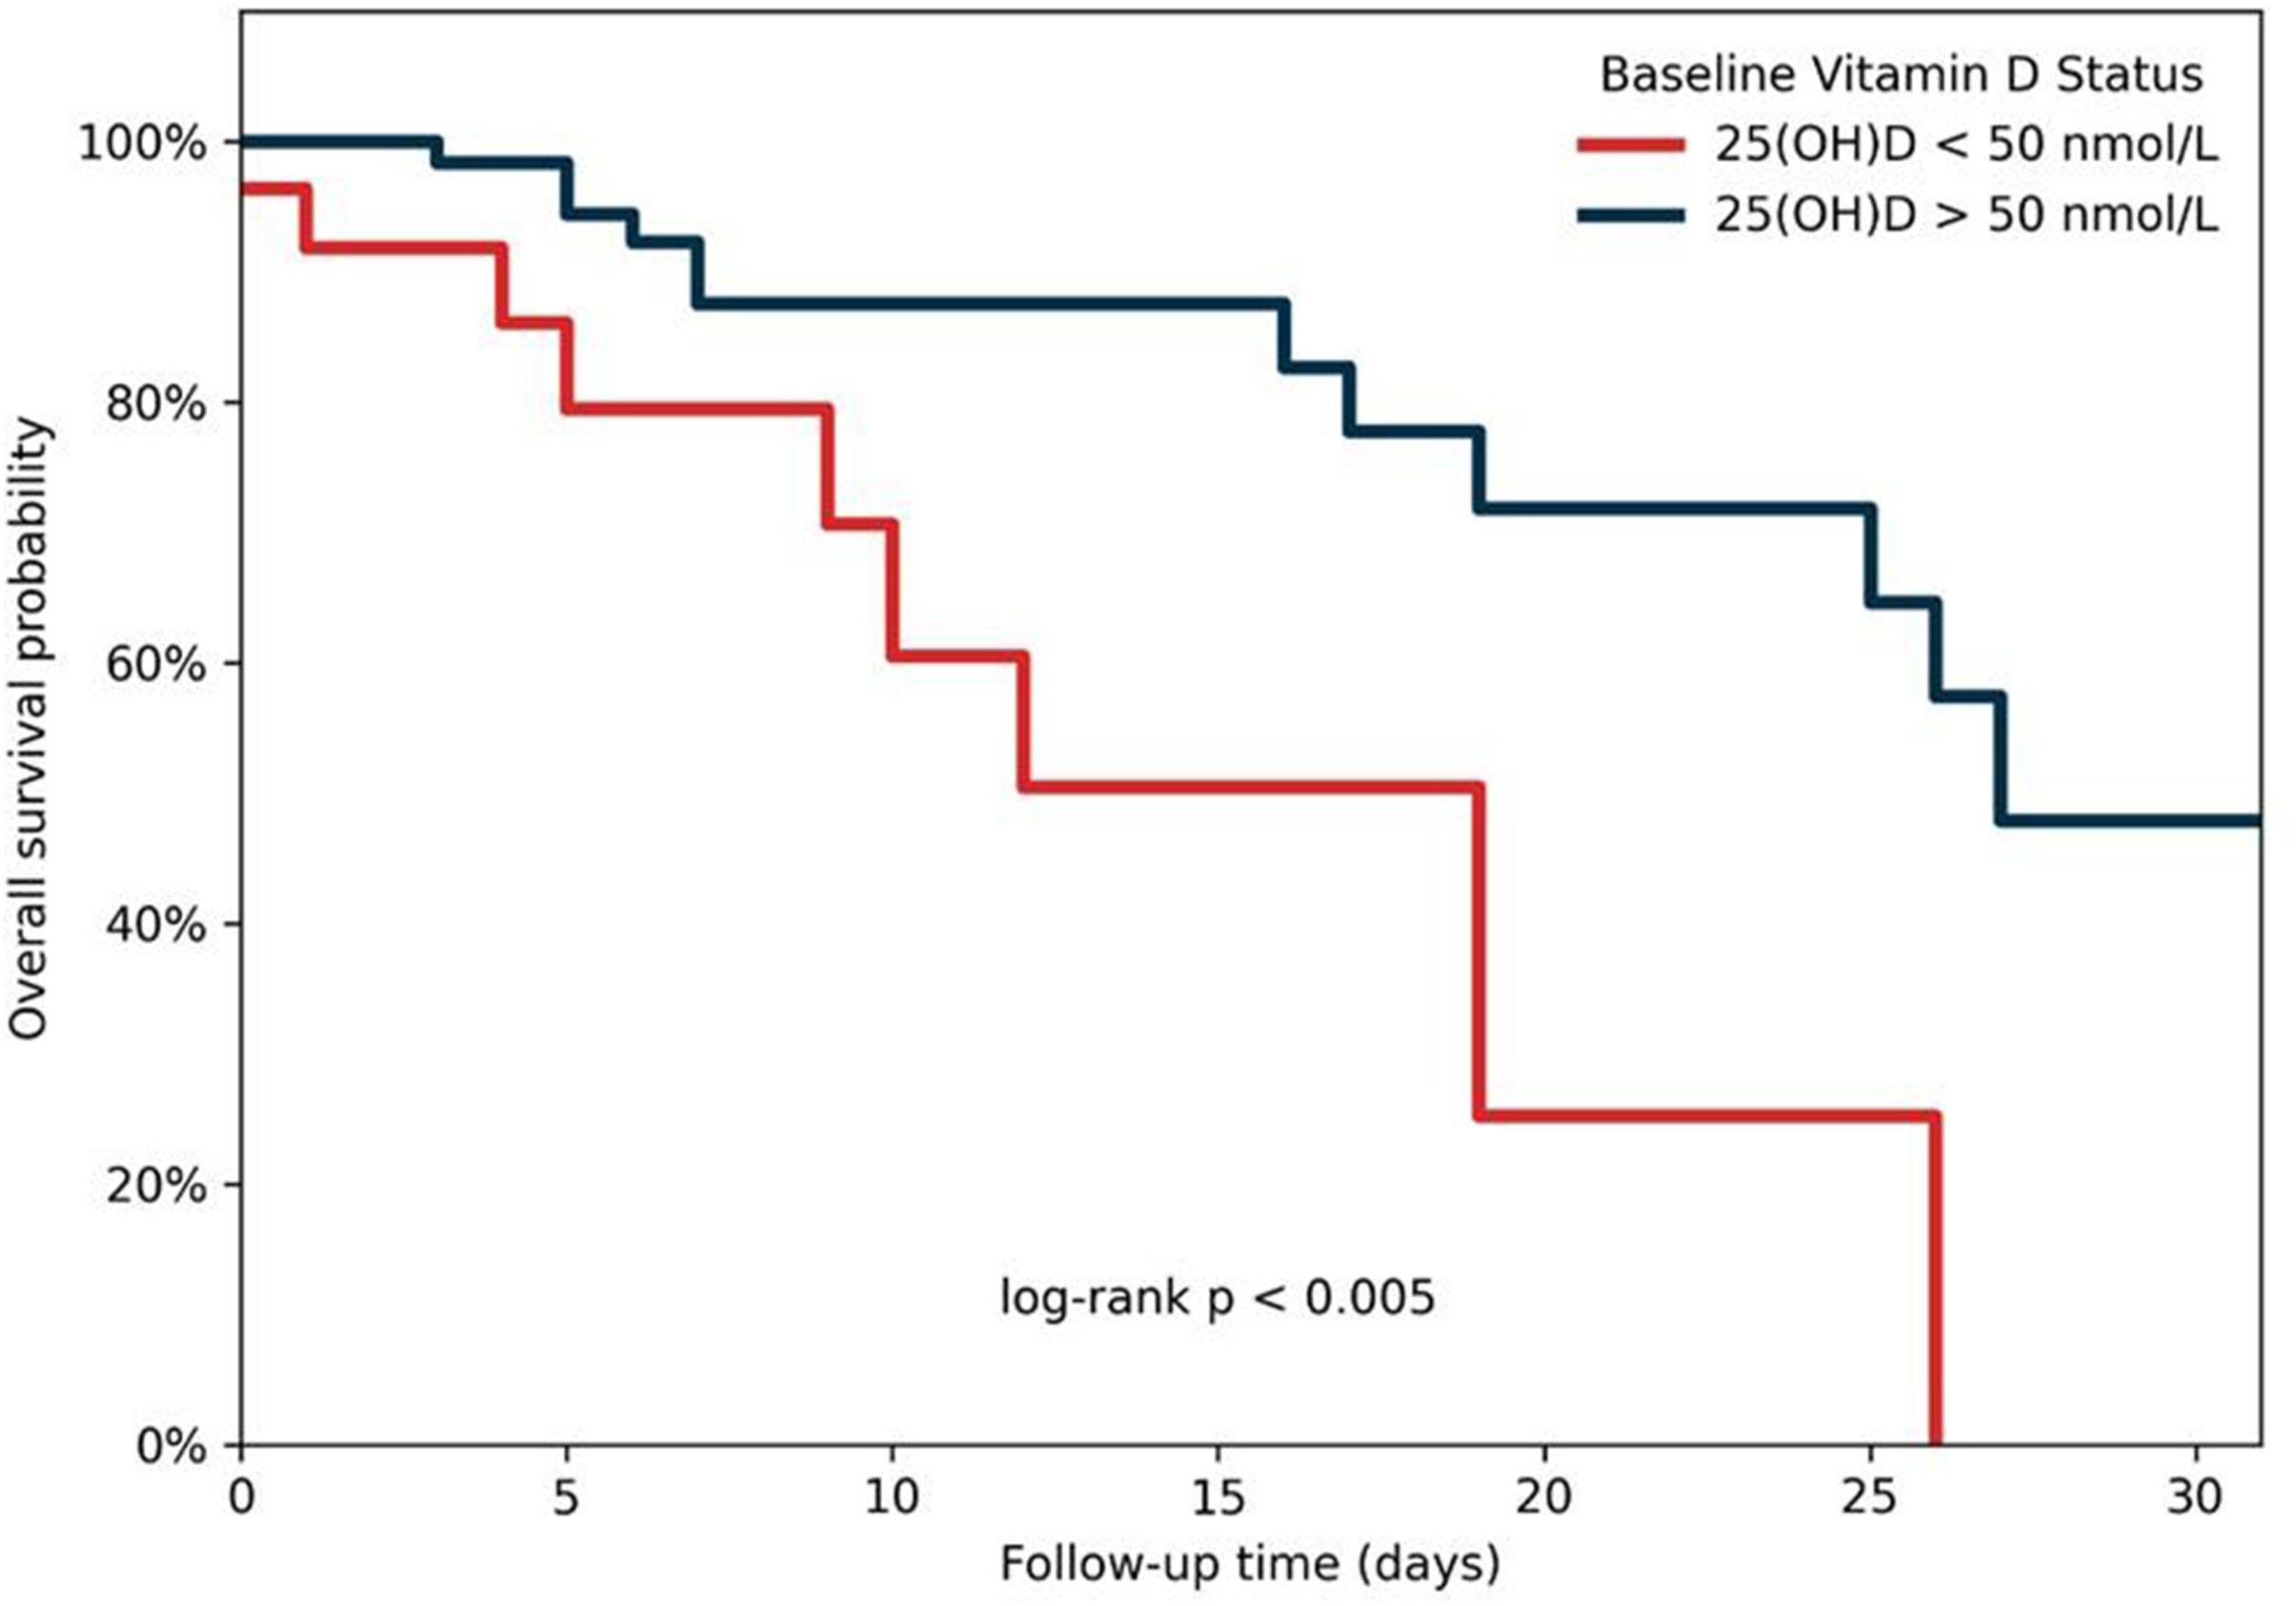 Baseline Vitamin D Status
25(OH)D < 50 nmol/L
25(OH)D > 50 nmol/L
Overall survival probability
100%
80%
60%
40%
20%
0%
log-rank p < 0.005
0 5 10 15 20 25 30
Follow-up time (days)